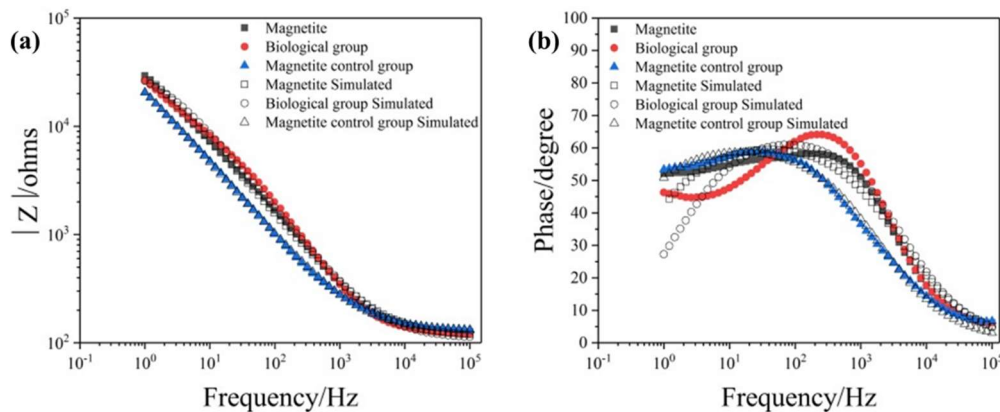 (a)
10^5
10^4
10^3
10^2
|Z|/ohms
Magnetite
Biological group
Magnetite control group
Magnetite Simulated
Biological group Simulated
Magnetite control group Simulated
10^-1 10^0 10^1 10^2 10^3 10^4 10^5
Frequency/Hz
(b)
100
90
80
70
60
50
40
30
20
10
0
Phase/degree
Magnetite
Biological group
Magnetite control group
Magnetite Simulated
Biological group Simulated
Magnetite control group Simulated
10^-1 10^0 10^1 10^2 10^3 10^4 10^5
Frequency/Hz